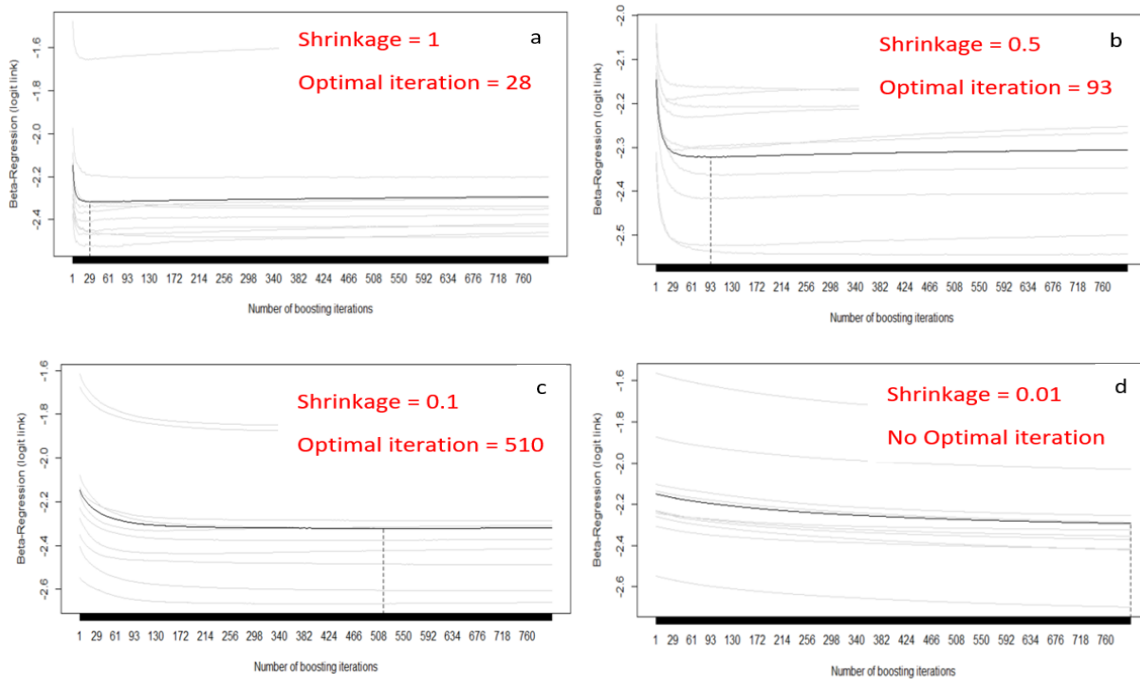 a
Shrinkage = 1
Optimal iteration = 28
Beta-Regression (logit link)
-1.6
-1.8
-2.0
-2.2
-2.4
1 29 61 93 130 172 214 256 298 340 382 424 466 508 550 592 634 676 718 760
Number of boosting iterations
b
Shrinkage = 0.5
Optimal iteration = 93
Beta-Regression (logit link)
-2.0
-2.1
-2.2
-2.3
-2.4
-2.5
1 29 61 93 130 172 214 256 298 340 382 424 466 508 550 592 634 676 718 760
Number of boosting iterations
c
Shrinkage = 0.1
Optimal iteration = 510
Beta-Regression (logit link)
-1.6
-1.8
-2.0
-2.2
-2.4
-2.6
1 29 61 93 130 172 214 256 298 340 382 424 466 508 550 592 634 676 718 760
Number of boosting iterations
d
Shrinkage = 0.01
No Optimal iteration
Beta-Regression (logit link)
-1.6
-1.8
-2.0
-2.2
-2.4
-2.6
1 29 61 93 130 172 214 256 298 340 382 424 466 508 550 592 634 676 718 760
Number of boosting iterations